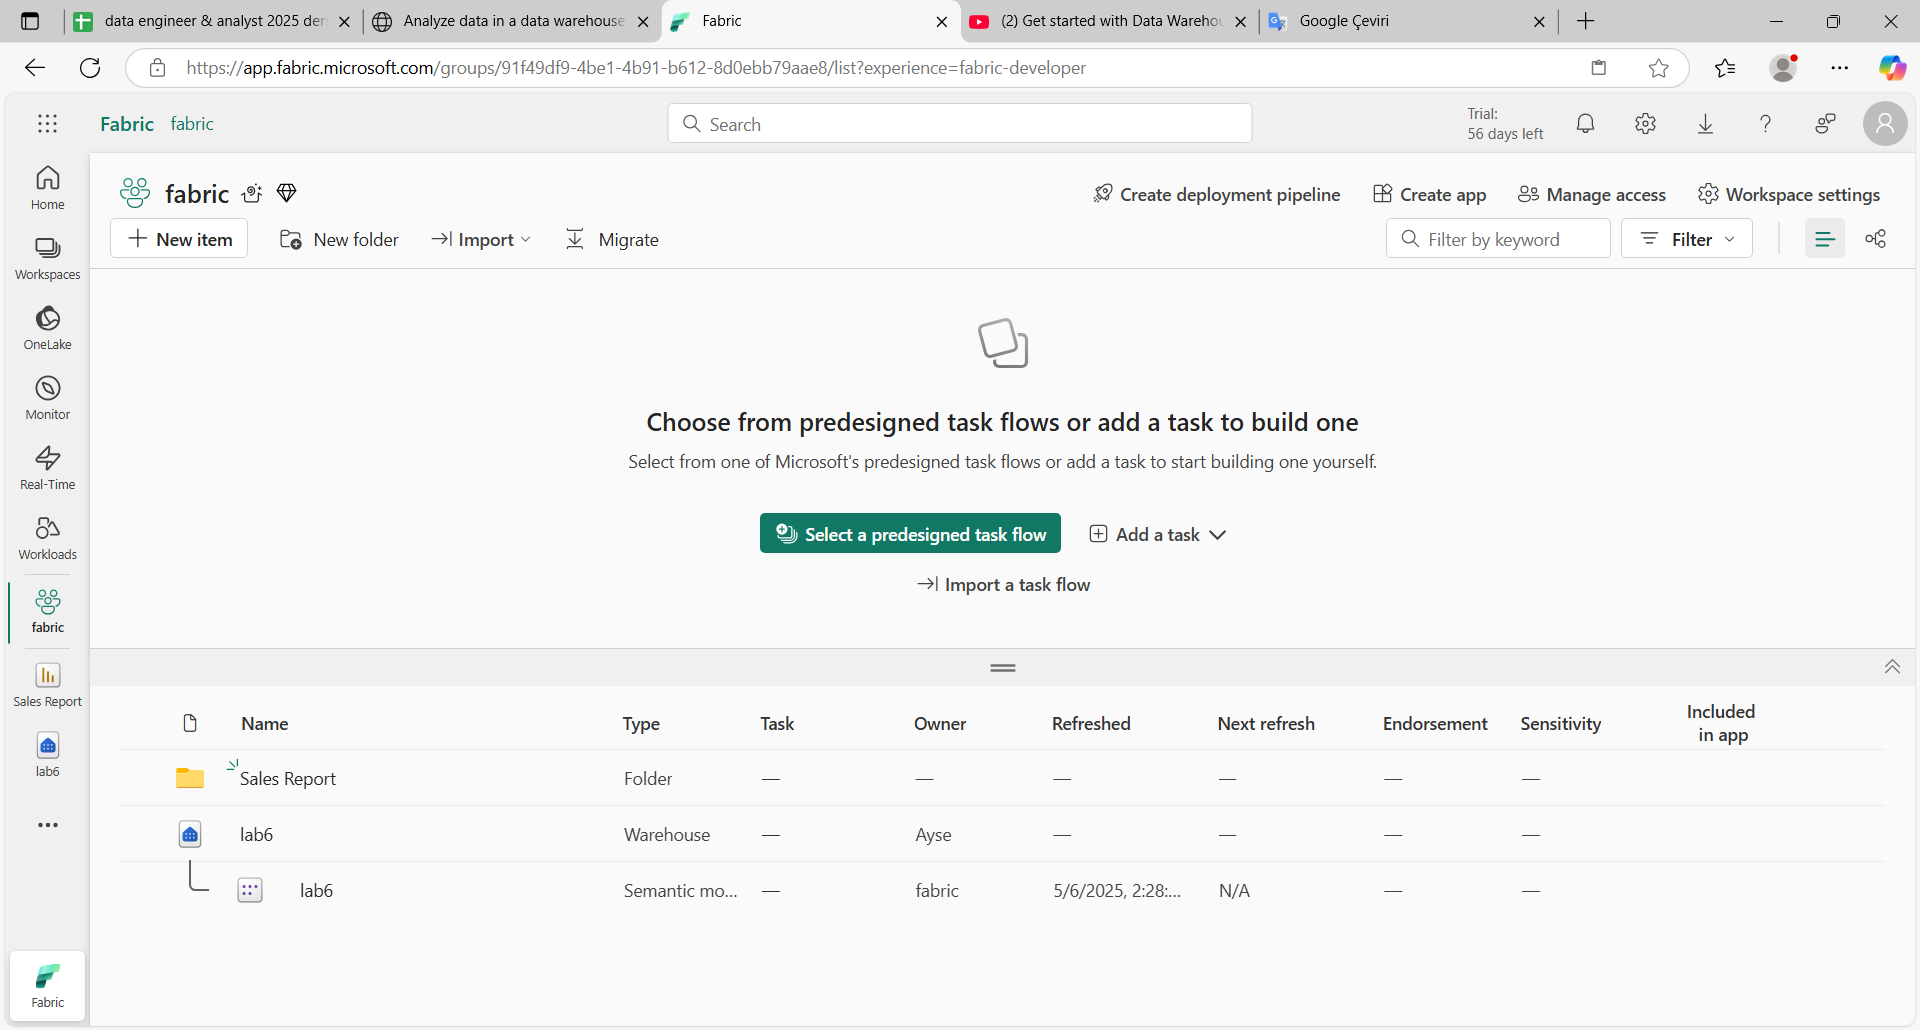 data engineer & analyst 2025 der
Analyze data in a data warehouse
Fabric
(2) Get started with Data Wareho
Google Çeviri
https://app.fabric.microsoft.com/groups/91f49df9-4be1-4b91-b612-8d0ebb79aae8/list?experience=fabric-developer
Fabric fabric
Search
Trial:
56 days left
Home
Workspaces
OneLake
Monitor
Real-Time
Workloads
fabric
Sales Report
lab6
Fabric
fabric
Create deployment pipeline
Create app
Manage access
Workspace settings
New item
New folder
Import
Migrate
Filter by keyword
Filter
Choose from predesigned task flows or add a task to build one
Select from one of Microsoft's predesigned task flows or add a task to start building one yourself.
Select a predesigned task flow
Add a task
Import a task flow
Name Type Task Owner Refreshed Next refresh Endorsement Sensitivity Included in app
Sales Report Folder — — — — — —
lab6 Warehouse — Ayse — — — —
lab6 Semantic mo... — fabric 5/6/2025, 2:28:... N/A — —